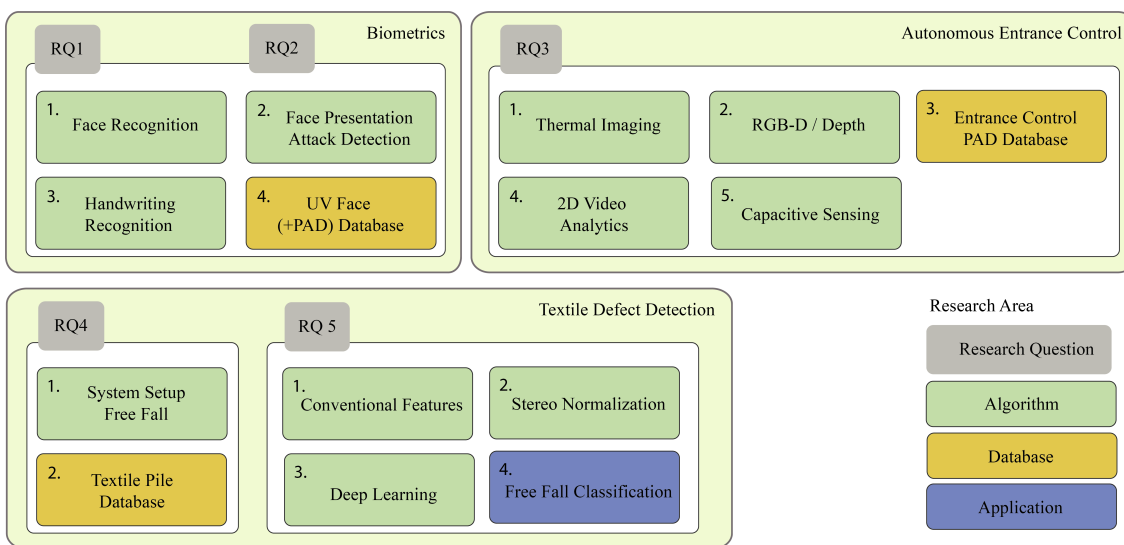 Biometrics
RQ1
RQ2
1.
Face Recognition
2.
Face Presentation
Attack Detection
3.
Handwriting
Recognition
4.
UV Face
(+PAD) Database
Autonomous Entrance Control
RQ3
1.
Thermal Imaging
2.
RGB-D / Depth
3.
Entrance Control
PAD Database
4.
2D Video
Analytics
5.
Capacitive Sensing
Textile Defect Detection
RQ4
1.
System Setup
Free Fall
2.
Textile Pile
Database
RQ 5
1.
Conventional Features
2.
Stereo Normalization
3.
Deep Learning
4.
Free Fall Classification
Research Area
Research Question
Algorithm
Database
Application